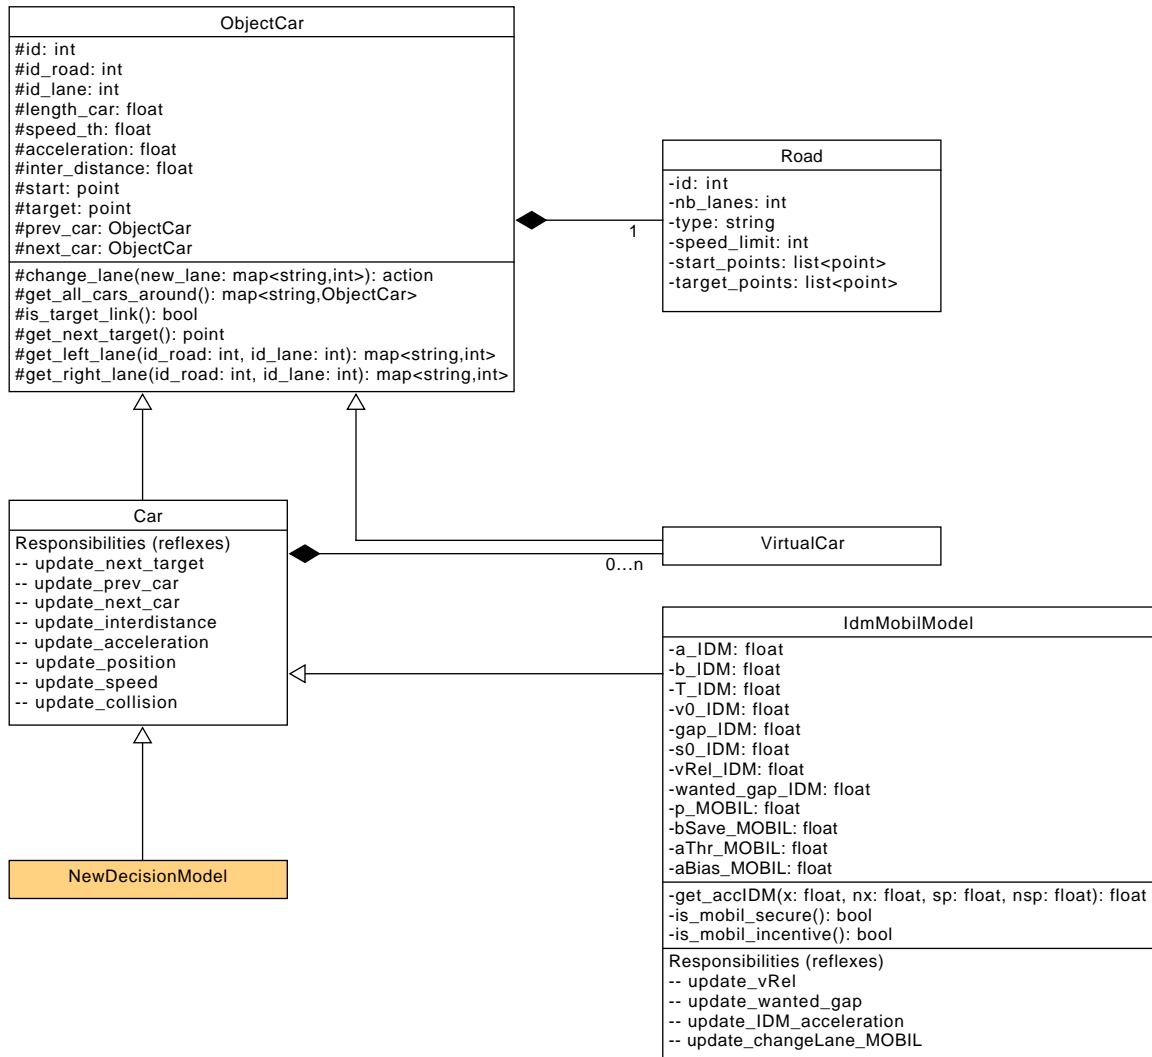 ObjectCar
#id: int
#id_road: int
#id_lane: int
#length_car: float
#speed_th: float
#acceleration: float
#inter_distance: float
#start: point
#target: point
#prev_car: ObjectCar
#next_car: ObjectCar
#change_lane(new_lane: map<string,int>): action
#get_all_cars_around(): map<string,ObjectCar>
#is_target_link(): bool
#get_next_target(): point
#get_left_lane(id_road: int, id_lane: int): map<string,int>
#get_right_lane(id_road: int, id_lane: int): map<string,int>
1
Road
-id: int
-nb_lanes: int
-type: string
-speed_limit: int
-start_points: list<point>
-target_points: list<point>
Car
Responsibilities (reflexes)
-- update_next_target
-- update_prev_car
-- update_next_car
-- update_interdistance
-- update_acceleration
-- update_position
-- update_speed
-- update_collision
0...n
VirtualCar
IdmMobilModel
-a_IDM: float
-b_IDM: float
-T_IDM: float
-v0_IDM: float
-gap_IDM: float
-s0_IDM: float
-vRel_IDM: float
-wanted_gap_IDM: float
-p_MOBIL: float
-bSave_MOBIL: float
-aThr_MOBIL: float
-aBias_MOBIL: float
-get_accIDM(x: float, nx: float, sp: float, nsp: float): float
-is_mobil_secure(): bool
-is_mobil_incentive(): bool
Responsibilities (reflexes)
-- update_vRel
-- update_wanted_gap
-- update_IDM_acceleration
-- update_changeLane_MOBIL
NewDecisionModel